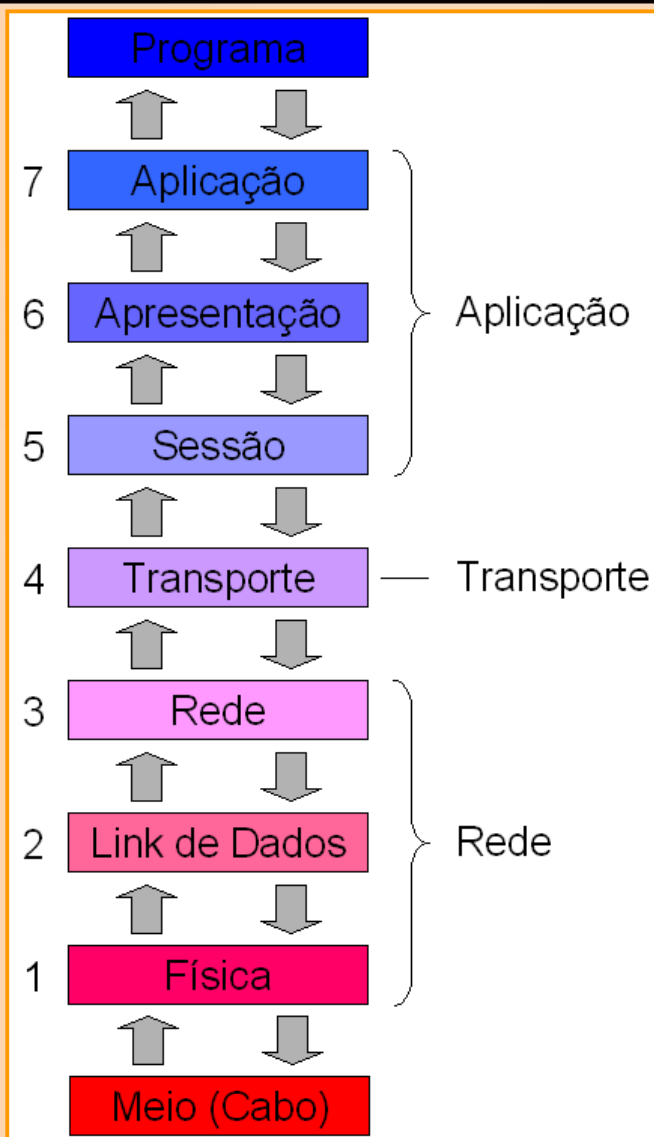 Programa
7 Aplicação
6 Apresentação Aplicação
5 Sessão
4 Transporte Transporte
3 Rede
2 Link de Dados Rede
1 Física
Meio (Cabo)